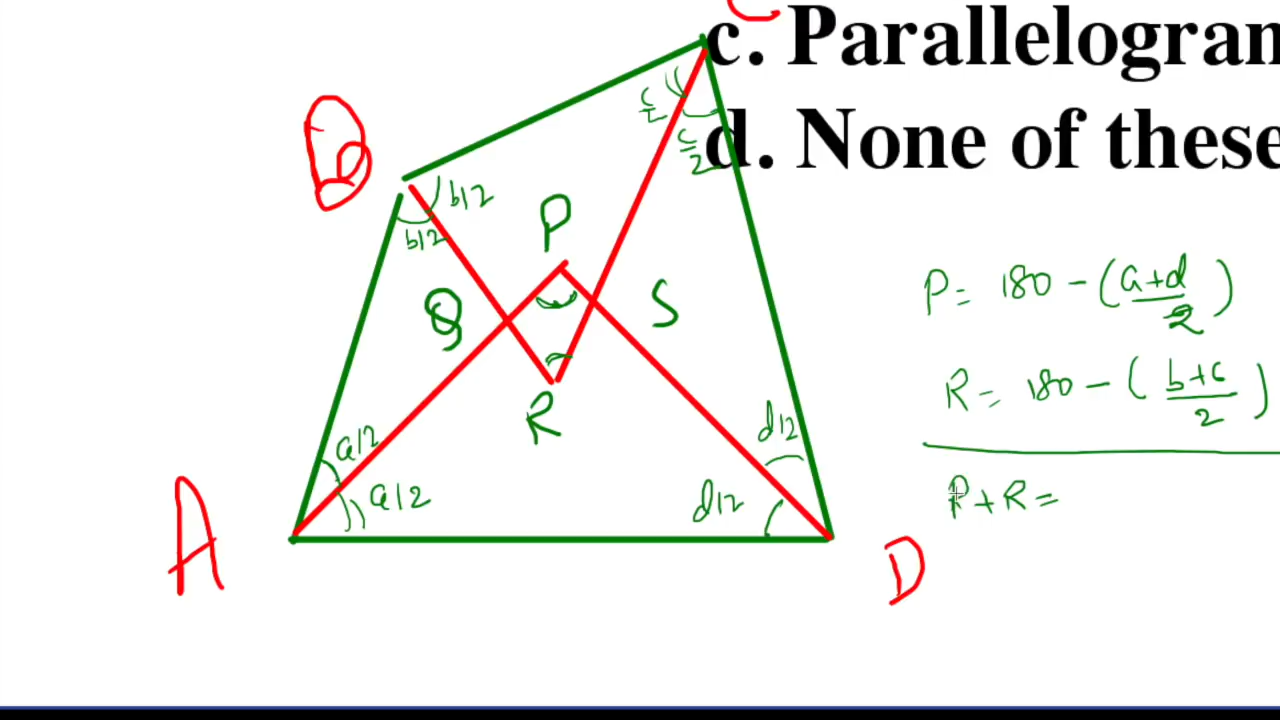 c. Parallelogram
d. None of these
B
c/2
c/2
b/2
b/2
P
Q
S
R
a/2
a/2
d/2
d/2
A
D
P = 180 - (a+d/2)
R = 180 - (b+c/2)
P + R =